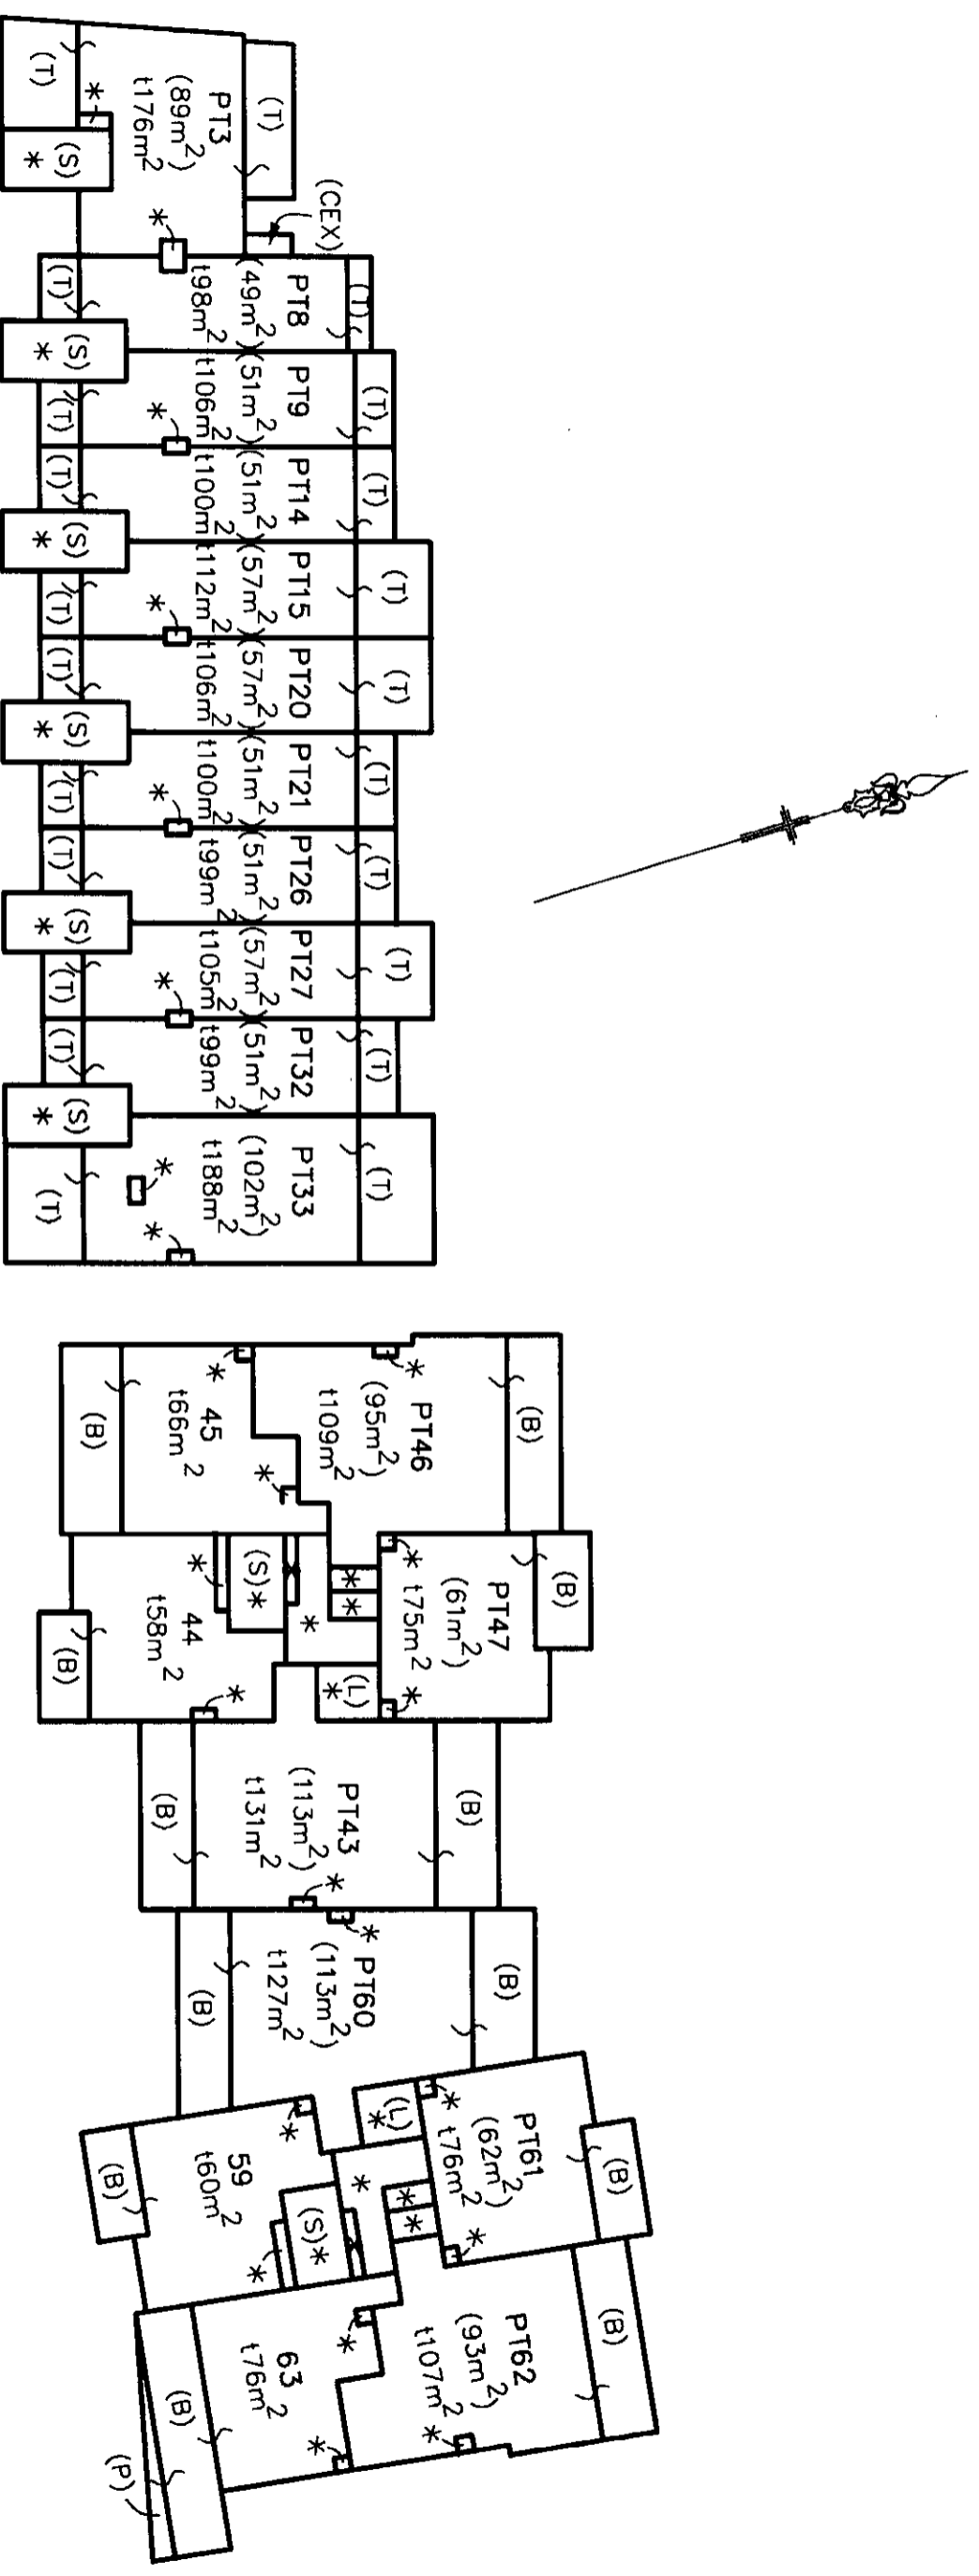 (T)
PT3
(89m²)
t176m²
*
(T)
(S)
*
(CEX)
*
(T)
PT8
(49m²)
t98m²
(T)
(S)
*
(T)
PT9
(51m²)
t106m²
*
(T)
(T)
PT14
(51m²)
t100m²
(T)
(S)
*
(T)
PT15
(57m²)
t112m²
*
(T)
(T)
PT20
(57m²)
t106m²
(T)
(S)
*
(T)
PT21
(51m²)
t100m²
*
(T)
(T)
PT26
(51m²)
t99m²
(T)
(S)
*
(T)
PT27
(57m²)
t105m²
*
(T)
(T)
PT32
(51m²)
t99m²
(T)
(S)
*
(T)
PT33
(102m²)
t188m²
*
*
(T)
(B)
PT46
(95m²)
t109m²
*
*
45
t66m²
*
(B)
(B)
PT47
(61m²)
* t75m² *
*
*
*
(L)
*
(S)*
*
44
t58m²
*
(B)
(B)
PT43
(113m²)
t131m²
*
(B)
(B)
* PT60
(113m²)
t127m²
(B)
(B)
PT61
(62m²)
* t76m² *
(L)
*
*
*
*
(S)*
*
*
59
t60m²
(B)
(B)
PT62
(93m²)
t107m²
*
*
63
t76m²
*
(B)
(P)